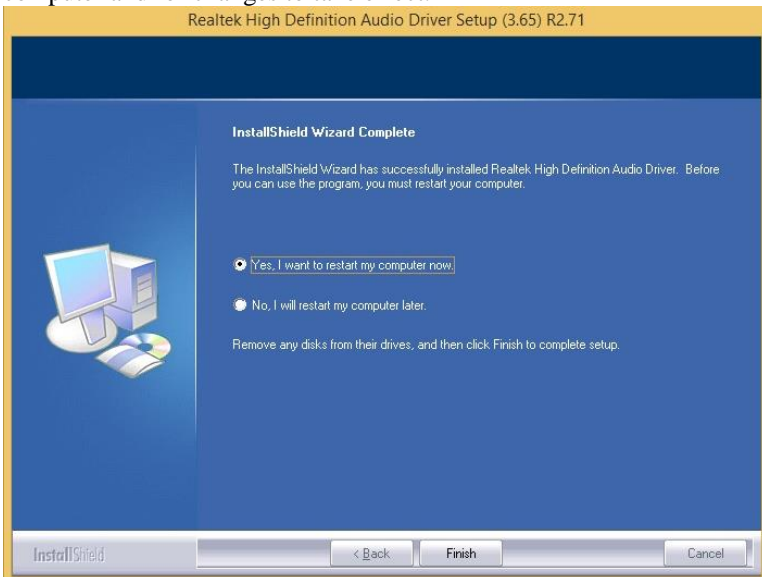 Realtek High Definition Audio Driver Setup (3.65) R2.71
InstallShield Wizard Complete
The InstallShield Wizard has successfully installed Realtek High Definition Audio Driver. Before
you can use the program, you must restart your computer.
Yes, I want to restart my computer now.
No, I will restart my computer later.
Remove any disks from their drives, and then click Finish to complete setup.
InstallShield
< Back
Finish
Cancel